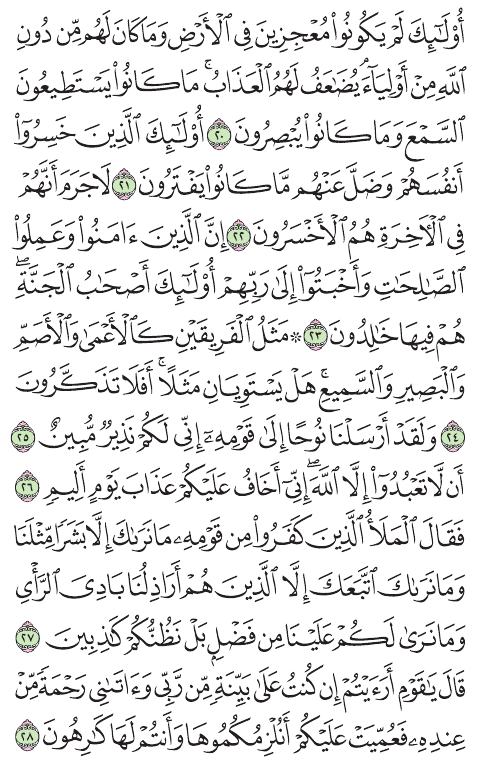 أُوْلَٰٓئِكَ لَمۡ يَكُونُواْ مُعۡجِزِينَ فِي ٱلۡأَرۡضِ وَمَا كَانَ لَهُم مِّن دُونِ
ٱللَّهِ مِنۡ أَوۡلِيَآءَۘ يُضَٰعَفُ لَهُمُ ٱلۡعَذَابُۚ مَا كَانُواْ يَسۡتَطِيعُونَ
ٱلسَّمۡعَ وَمَا كَانُواْ يُبۡصِرُونَ ٢٠ أُوْلَٰٓئِكَ ٱلَّذِينَ خَسِرُوٓاْ
أَنفُسَهُمۡ وَضَلَّ عَنۡهُم مَّا كَانُواْ يَفۡتَرُونَ ٢١ لَا جَرَمَ أَنَّهُمۡ
فِي ٱلۡأٓخِرَةِ هُمُ ٱلۡأَخۡسَرُونَ ٢٢ إِنَّ ٱلَّذِينَ ءَامَنُواْ وَعَمِلُواْ
ٱلصَّٰلِحَٰتِ وَأَخۡبَتُوٓاْ إِلَىٰ رَبِّهِمۡ أُوْلَٰٓئِكَ أَصۡحَٰبُ ٱلۡجَنَّةِۖ
هُمۡ فِيهَا خَٰلِدُونَ ٢٣ ۞ مَثَلُ ٱلۡفَرِيقَيۡنِ كَٱلۡأَعۡمَىٰ وَٱلۡأَصَمِّ
وَٱلۡبَصِيرِ وَٱلسَّمِيعِۚ هَلۡ يَسۡتَوِيَانِ مَثَلًاۚ أَفَلَا تَذَكَّرُونَ
٢٤ وَلَقَدۡ أَرۡسَلۡنَا نُوحًا إِلَىٰ قَوۡمِهِۦٓ إِنِّي لَكُمۡ نَذِيرٞ مُّبِينٌ ٢٥
أَن لَّا تَعۡبُدُوٓاْ إِلَّا ٱللَّهَۖ إِنِّيٓ أَخَافُ عَلَيۡكُمۡ عَذَابَ يَوۡمٍ أَلِيمٖ ٢٦
فَقَالَ ٱلۡمَلَأُ ٱلَّذِينَ كَفَرُواْ مِن قَوۡمِهِۦ مَا نَرَىٰكَ إِلَّا بَشَرٗا مِّثۡلَنَا
وَمَا نَرَىٰكَ ٱتَّبَعَكَ إِلَّا ٱلَّذِينَ هُمۡ أَرَاذِلُنَا بَادِيَ ٱلرَّأۡيِ
وَمَا نَرَىٰ لَكُمۡ عَلَيۡنَا مِن فَضۡلِۭ بَلۡ نَظُنُّكُمۡ كَٰذِبِينَ ٢٧
قَالَ يَٰقَوۡمِ أَرَءَيۡتُمۡ إِن كُنتُ عَلَىٰ بَيِّنَةٖ مِّن رَّبِّي وَءَاتَىٰنِي رَحۡمَةٗ مِّنۡ
عِندِهِۦ فَعُمِّيَتۡ عَلَيۡكُمۡ أَنُلۡزِمُكُمُوهَا وَأَنتُمۡ لَهَا كَٰرِهُونَ ٢٨